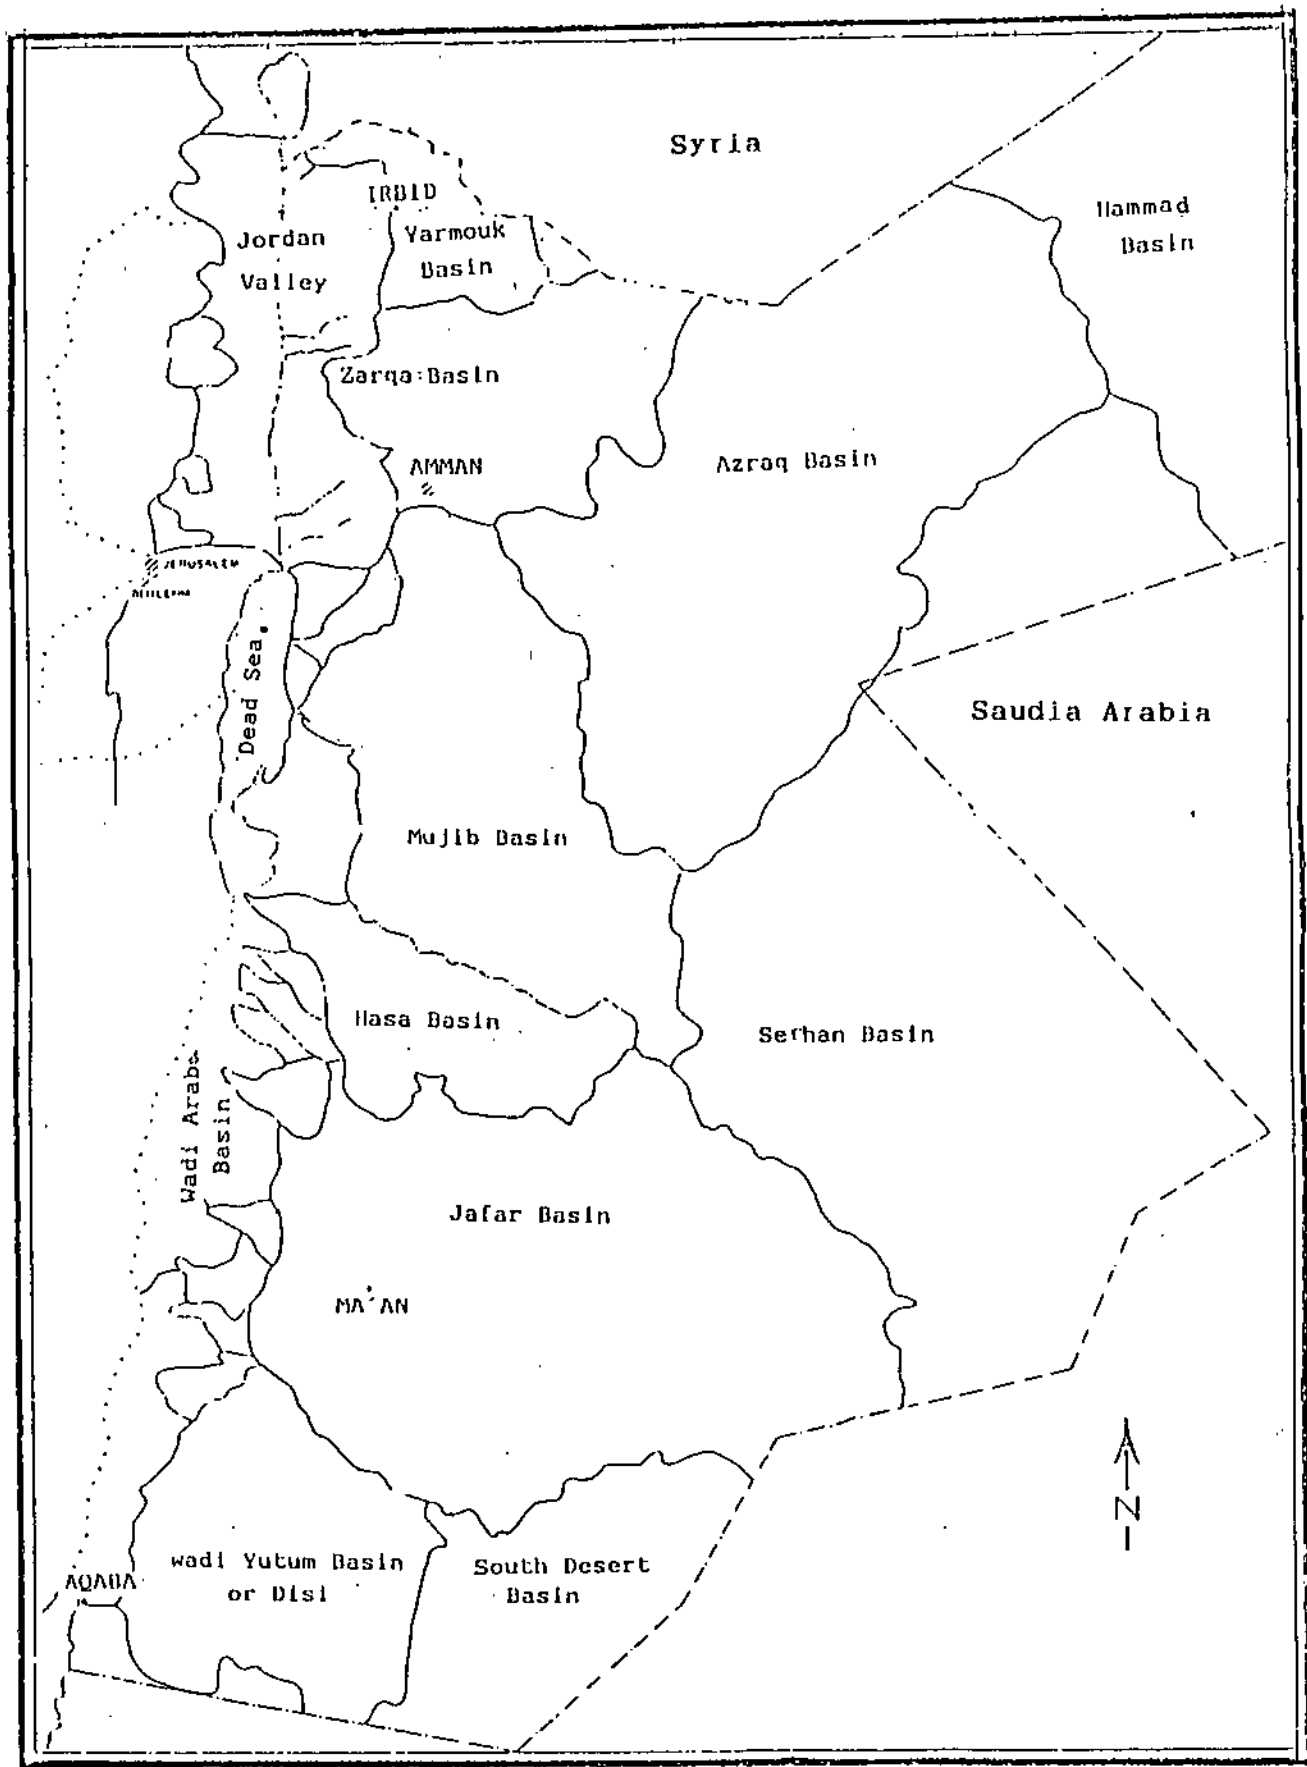 Syria
Hammad
Basin
IRBID
Jordan
Valley
Yarmouk
Basin
Zarqa Basin
AMMAN
Azraq Basin
JERUSALEM
Dead Sea
Saudia Arabia
Mujib Basin
Hasa Basin
Serhan Basin
Wadi Araba
Basin
Jafar Basin
MA'AN
N
wadi Yutum Basin
or Disi
South Desert
Basin
AQABA